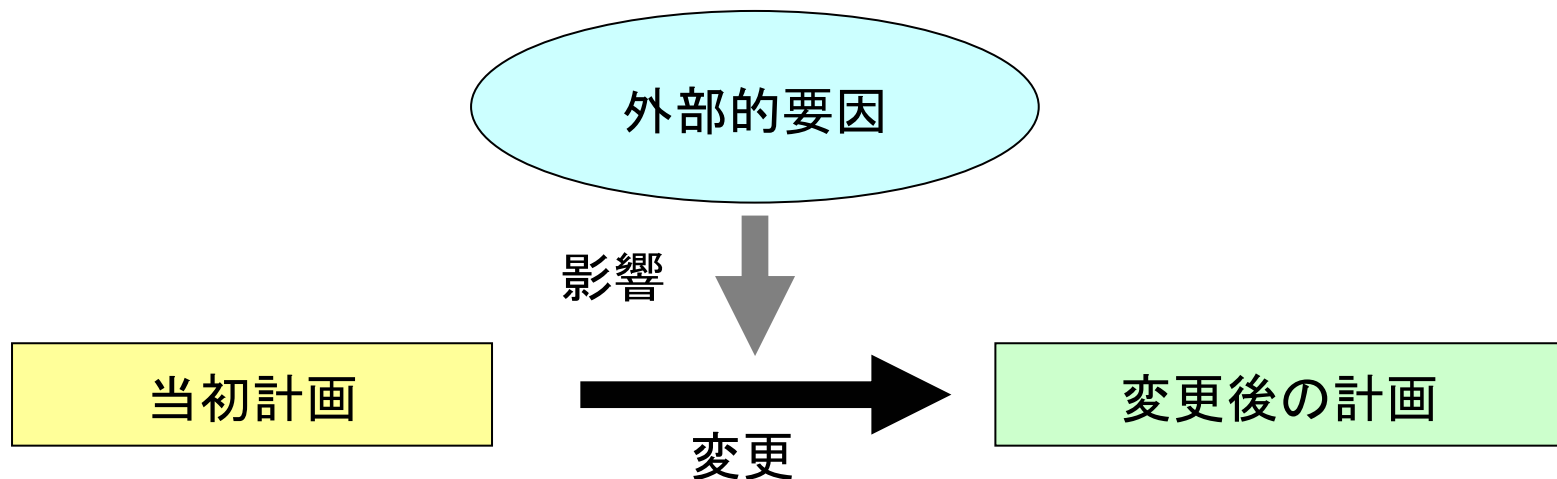 外部的要因
影響
当初計画
変更後の計画
変更